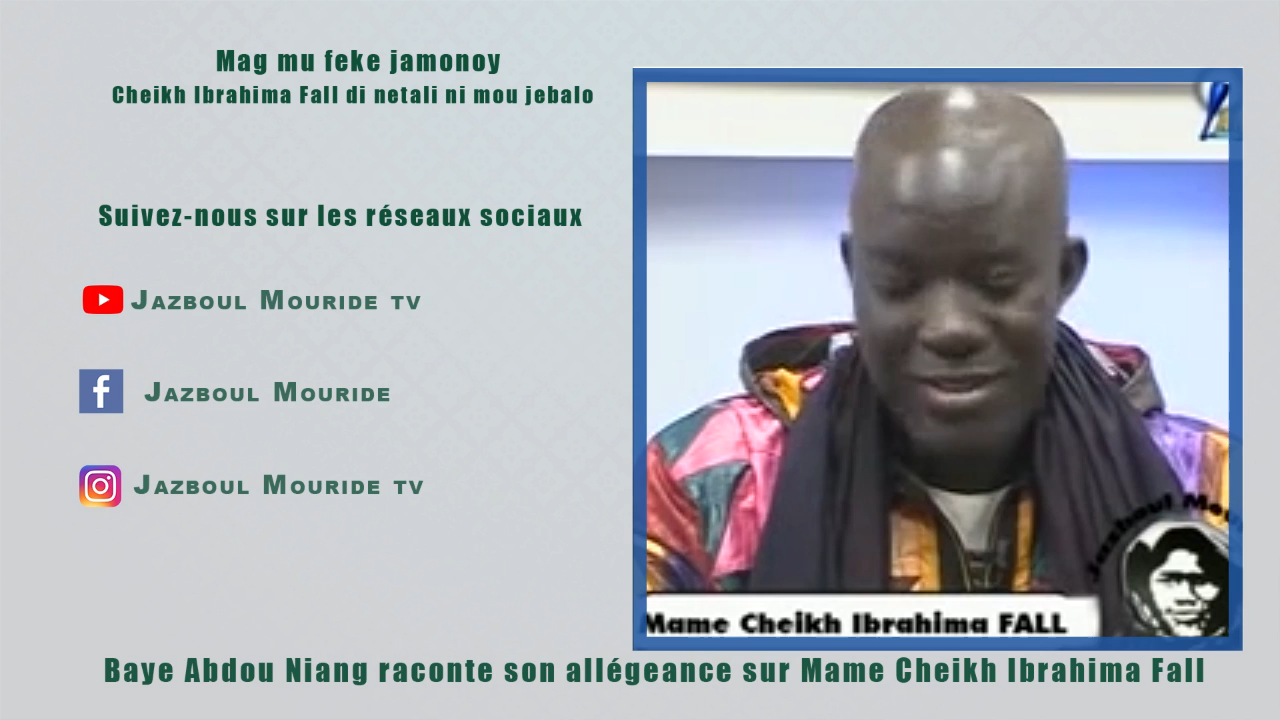 Mag mu feke jamonoy
Cheikh Ibrahima Fall di netali ni mou jebalo
Suivez-nous sur les réseaux sociaux
Jazboul Mouride tv
Jazboul Mouride
Jazboul Mouride tv
Jazboul Mou
Mame Cheikh Ibrahima FALL
Baye Abdou Niang raconte son allégeance sur Mame Cheikh Ibrahima Fall